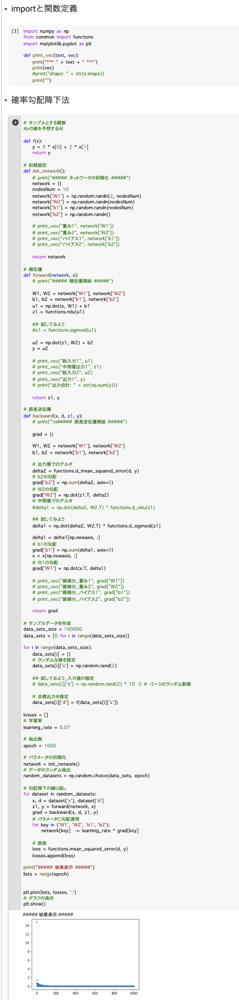 importと関数定義
[3] import numpy as np
from common import functions
import matplotlib.pyplot as plt
def print_vec(text, vec):
print("*** " + text + " ***")
print(vec)
#print("shape: " + str(x.shape))
print("")
確率勾配降下法
# サンプルとする関数
#yの値を予想するAI
def f(x):
y = 3 * x[0] + 2 * x[1]
return y
# 初期設定
def init_network():
# print("##### ネットワークの初期化 #####")
network = {}
nodesNum = 10
network['W1'] = np.random.randn(2, nodesNum)
network['W2'] = np.random.randn(nodesNum)
network['b1'] = np.random.randn(nodesNum)
network['b2'] = np.random.randn()
# print_vec("重み1", network['W1'])
# print_vec("重み2", network['W2'])
# print_vec("バイアス1", network['b1'])
# print_vec("バイアス2", network['b2'])
return network
# 順伝播
def forward(network, x):
# print("##### 順伝播開始 #####")
W1, W2 = network['W1'], network['W2']
b1, b2 = network['b1'], network['b2']
u1 = np.dot(x, W1) + b1
z1 = functions.relu(u1)
## 試してみよう
#z1 = functions.sigmoid(u1)
u2 = np.dot(z1, W2) + b2
y = u2
# print_vec("総入力1", u1)
# print_vec("中間層出力1", z1)
# print_vec("総入力2", u2)
# print_vec("出力1", y)
# print("出力合計: " + str(np.sum(y)))
return z1, y
# 誤差逆伝播
def backward(x, d, z1, y):
# print("\n##### 誤差逆伝播開始 #####")
grad = {}
W1, W2 = network['W1'], network['W2']
b1, b2 = network['b1'], network['b2']
# 出力層でのデルタ
delta2 = functions.d_mean_squared_error(d, y)
# b2の勾配
grad['b2'] = np.sum(delta2, axis=0)
# W2の勾配
grad['W2'] = np.dot(z1.T, delta2)
# 中間層でのデルタ
#delta1 = np.dot(delta2, W2.T) * functions.d_relu(z1)
## 試してみよう
delta1 = np.dot(delta2, W2.T) * functions.d_sigmoid(z1)
delta1 = delta1[np.newaxis, :]
# b1の勾配
grad['b1'] = np.sum(delta1, axis=0)
x = x[np.newaxis, :]
# W1の勾配
grad['W1'] = np.dot(x.T, delta1)
# print_vec("偏微分_重み1", grad["W1"])
# print_vec("偏微分_重み2", grad["W2"])
# print_vec("偏微分_バイアス1", grad["b1"])
# print_vec("偏微分_バイアス2", grad["b2"])
return grad
# サンプルデータを作成
data_sets_size = 100000
data_sets = [0 for i in range(data_sets_size)]
for i in range(data_sets_size):
data_sets[i] = {}
# ランダムな値を設定
data_sets[i]['x'] = np.random.rand(2)
## 試してみよう_入力値の設定
# data_sets[i]['x'] = np.random.rand(2) * 10 -5 # -5〜5のランダム数値
# 目標出力を設定
data_sets[i]['d'] = f(data_sets[i]['x'])
losses = []
# 学習率
learning_rate = 0.07
# 抽出数
epoch = 1000
# パラメータの初期化
network = init_network()
# データのランダム抽出
random_datasets = np.random.choice(data_sets, epoch)
# 勾配降下の繰り返し
for dataset in random_datasets:
x, d = dataset['x'], dataset['d']
z1, y = forward(network, x)
grad = backward(x, d, z1, y)
# パラメータに勾配適用
for key in ('W1', 'W2', 'b1', 'b2'):
network[key] -= learning_rate * grad[key]
# 誤差
loss = functions.mean_squared_error(d, y)
losses.append(loss)
print("##### 結果表示 #####")
lists = range(epoch)
plt.plot(lists, losses, '.')
# グラフの表示
plt.show()
##### 結果表示 #####
14
12
10
8
6
4
2
0
0 200 400 600 800 1000